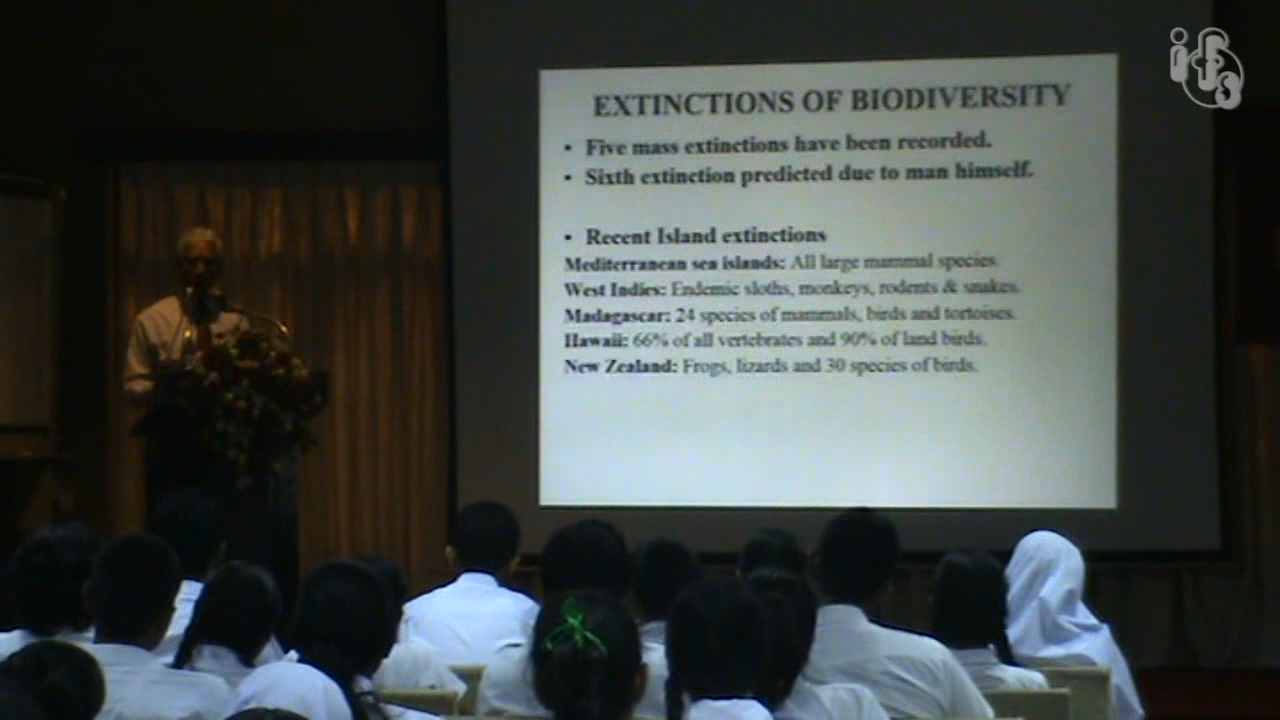 EXTINCTIONS OF BIODIVERSITY
• Five mass extinctions have been recorded.
• Sixth extinction predicted due to man himself.
• Recent Island extinctions
Mediterranean sea islands: All large mammal species.
West Indies: Endemic sloths, monkeys, rodents & snakes.
Madagascar: 24 species of mammals, birds and tortoises.
Hawaii: 66% of all vertebrates and 90% of land birds.
New Zealand: Frogs, lizards and 30 species of birds.